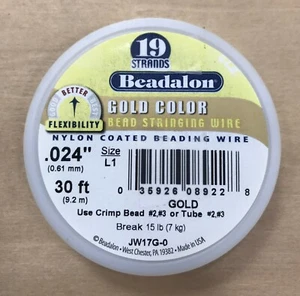 19
STRANDS
Beadalon
BETTER
FLEXIBILITY
GOLD COLOR
BEAD STRINGING WIRE
NYLON COATED BEADING WIRE
.024"
(0.61 mm)
Size
L1
30 ft
(9.2 m)
0 35926 08922 8
GOLD
Use Crimp Bead #2,#3 or Tube #2,#3
Break 15 lb (7 kg)
JW17G-0
© Beadalon • West Chester, PA 19382 • Made in USA